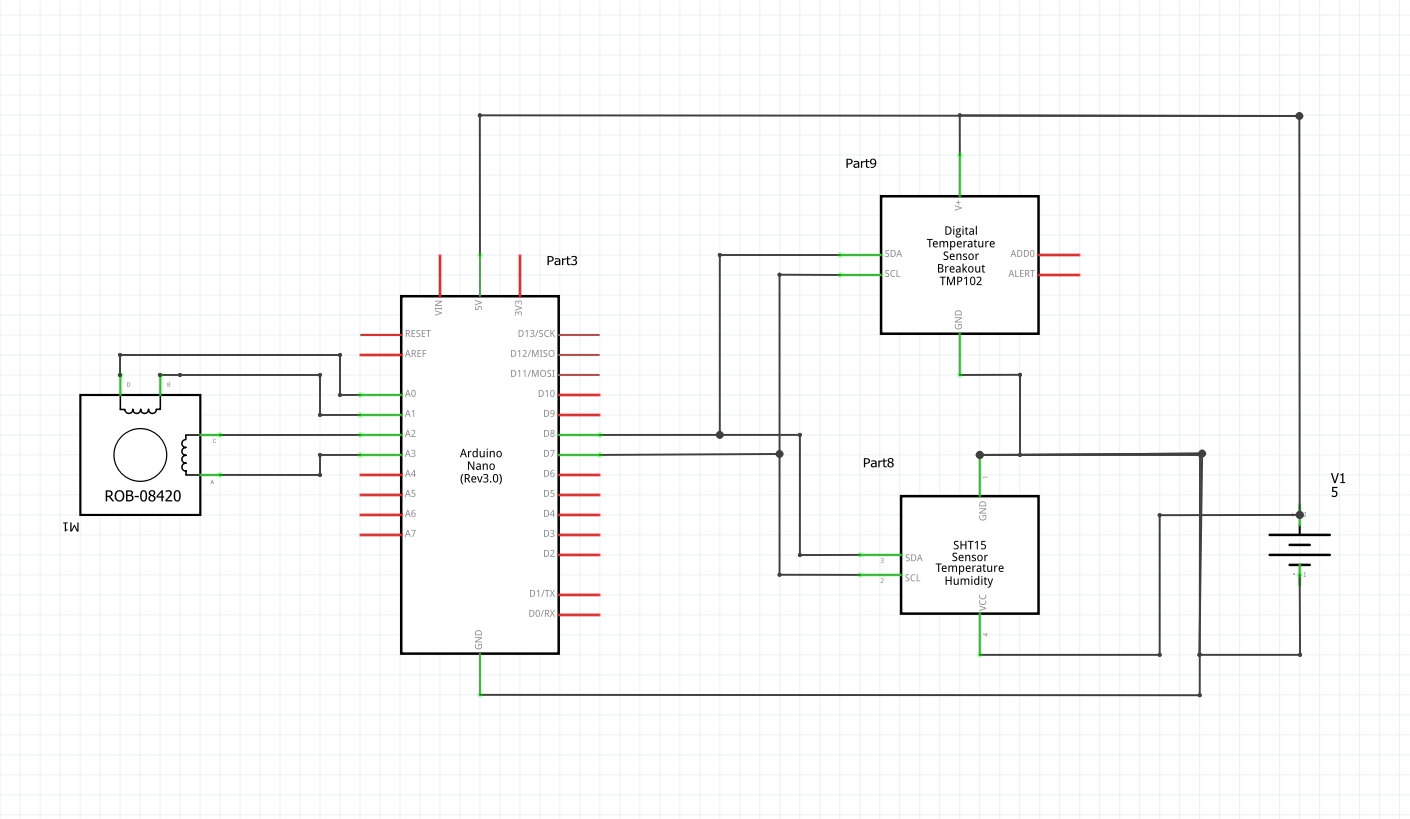 Part9
V+
Digital
Temperature
Sensor
Breakout
TMP102
SDA
SCL
ADD0
ALERT
GND
Part3
VIN
5V
3V3
RESET
AREF
A0
A1
A2
A3
A4
A5
A6
A7
D13/SCK
D12/MISO
D11/MOSI
D10
D9
D8
D7
D6
D5
D4
D3
D2
D1/TX
D0/RX
Arduino
Nano
(Rev3.0)
GND
D
B
C
A
ROB-08420
M1
Part8
1
GND
SHT15
Sensor
Temperature
Humidity
SDA
SCL
3
2
VCC
4
V1
5
2
1